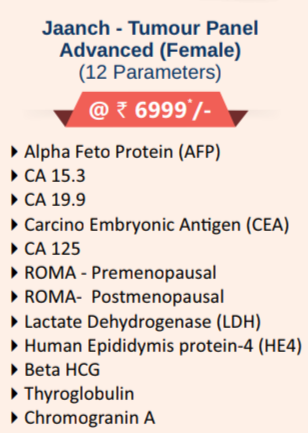 Jaanch - Tumour Panel
Advanced (Female)
(12 Parameters)
@ ₹ 6999*/-
Alpha Feto Protein (AFP)
CA 15.3
CA 19.9
Carcino Embryonic Antigen (CEA)
CA 125
ROMA - Premenopausal
ROMA- Postmenopausal
Lactate Dehydrogenase (LDH)
Human Epididymis protein-4 (HE4)
Beta HCG
Thyroglobulin
Chromogranin A